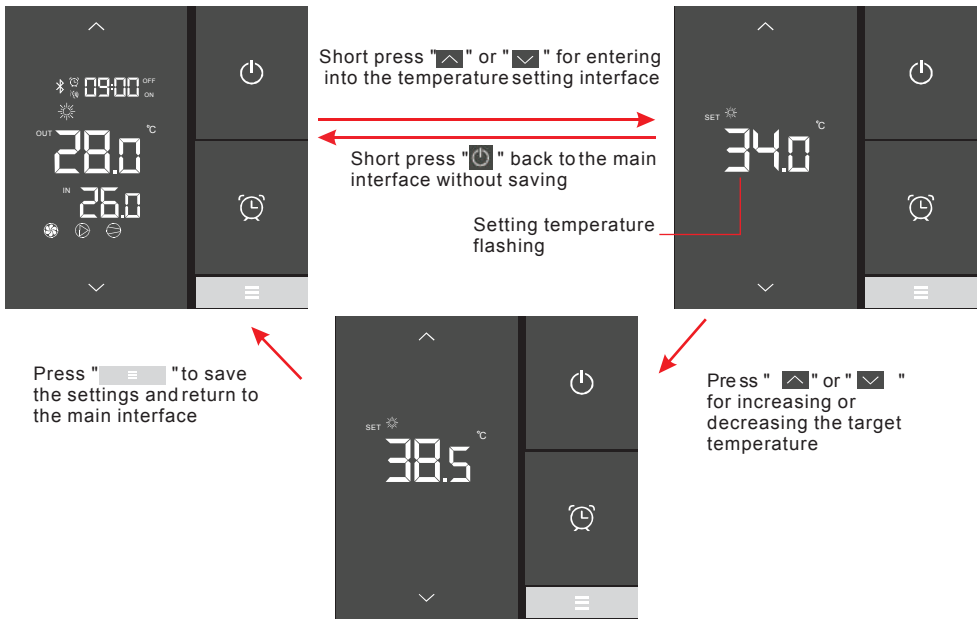 09:00 OFF
ON
OUT 28.0 °C
IN 26.0
Short press " " or " " for entering
into the temperature setting interface
Short press " " back to the main
interface without saving
Setting temperature
flashing
SET
34.0 °C
Press " " to save
the settings and return to
the main interface
SET
38.5 °C
Press " " or " "
for increasing or
decreasing the target
temperature